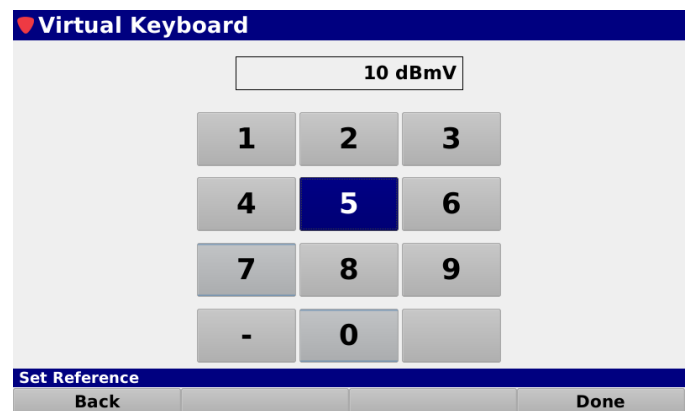 Virtual Keyboard
10 dBmV
1 2 3
4 5 6
7 8 9
- 0
Set Reference
Back Done